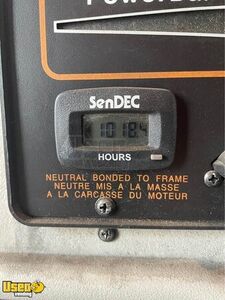 SenDEC
1018.4
HOURS
NEUTRAL BONDED TO FRAME
NEUTRE MIS A LA MASSE
A LA CARCASSE DU MOTEUR